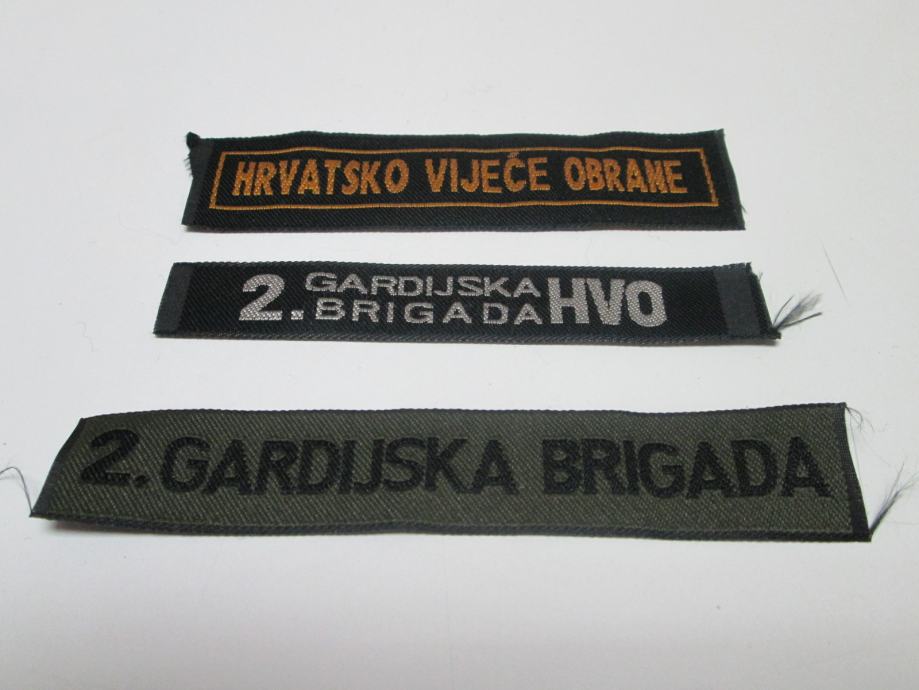 HRVATSKO VIJEĆE OBRANE
2. GARDIJSKA BRIGADA HVO
2. GARDIJSKA BRIGADA